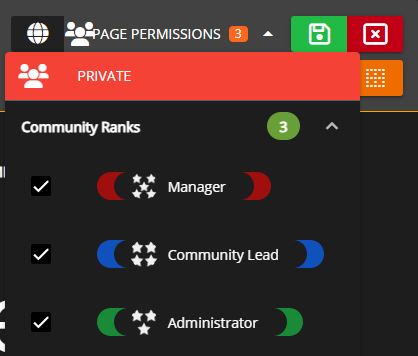 PAGE PERMISSIONS 3
PRIVATE
Community Ranks 3
Manager
Community Lead
Administrator